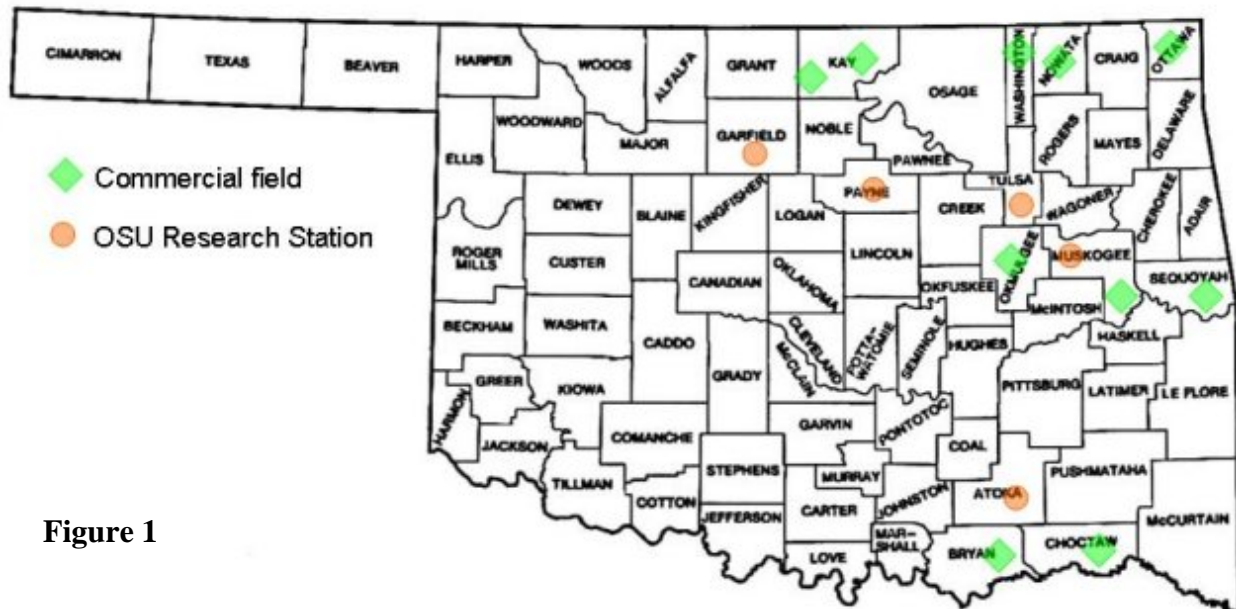 CIMARRON
TEXAS
BEAVER
HARPER
WOODS
ALFALFA
GRANT
KAY
OSAGE
WASHINGTON
NOWATA
CRAIG
OTTAWA
WOODWARD
MAJOR
GARFIELD
NOBLE
PAWNEE
ROGERS
MAYES
DELAWARE
ELLIS
Commercial field
DEWEY
BLAINE
KINGFISHER
LOGAN
PAYNE
CREEK
TULSA
WAGONER
CHEROKEE
ADAIR
OSU Research Station
ROGER
MILLS
CUSTER
CANADIAN
OKLAHOMA
LINCOLN
OKFUSKEE
OKMULGEE
MUSKOGEE
SEQUOYAH
BECKHAM
WASHITA
CADDO
GRADY
CLEVELAND
McCLAIN
POTTA-
WATOMIE
SEMINOLE
HUGHES
McINTOSH
HASKELL
HARMON
GREER
KIOWA
PITTSBURG
LATIMER
LE FLORE
JACKSON
COMANCHE
GARVIN
PONTOTOC
COAL
PUSHMATAHA
TILLMAN
COTTON
STEPHENS
MURRAY
JOHNSTON
ATOKA
McCURTAIN
JEFFERSON
CARTER
LOVE
MAR-
SHALL
BRYAN
CHOCTAW
Figure 1